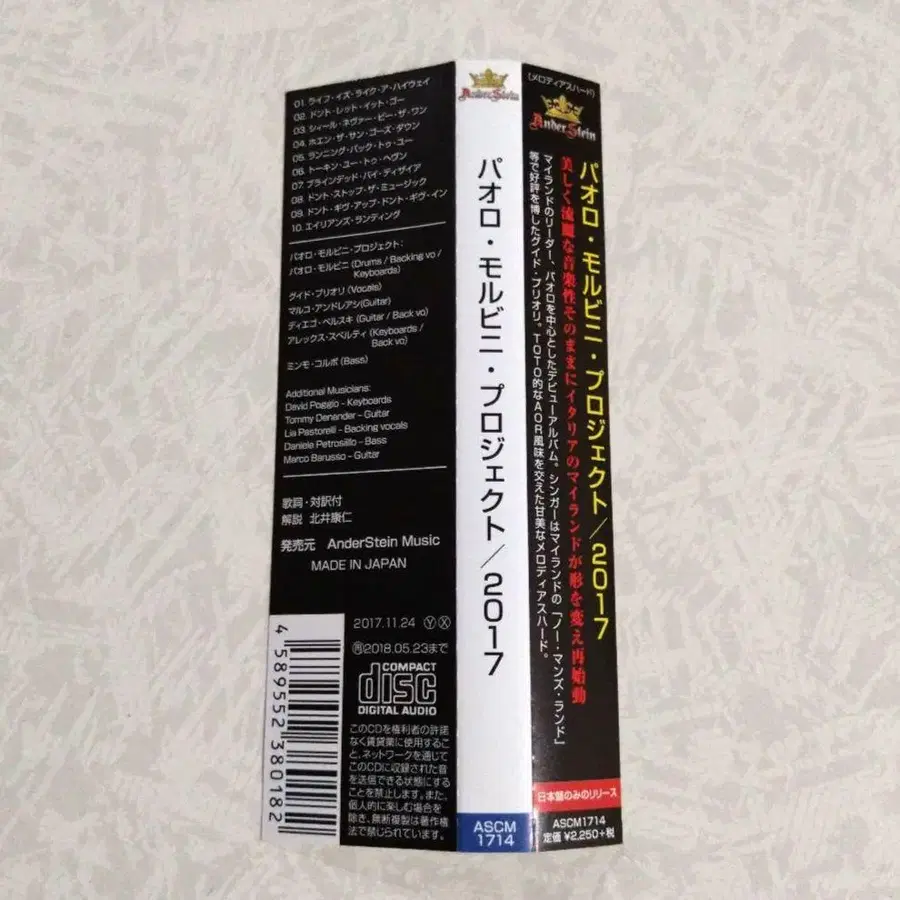 01. ライフ・イズ・ライク・ア・ハイウェイ
02. ドント・レット・イット・ゴー
03. シィール・ネヴァー・ビー・ザ・ワン
04. ホエン・ザ・サン・ゴーズ・ダウン
05. ランニング・バック・トゥ・ユー
06. トーキン・ユー・トゥ・ヘヴン
07. ブラインデッド・バイ・ディザイア
08. ドント・ストップ・ザ・ミュージック
09. ドント・ギヴ・アップ・ドント・ギヴ・イン
10. エイリアンズ・ランディング
パオロ・モルビニ・プロジェクト:
パオロ・モルビニ (Drums / Backing vo /
Keyboards)
グイド・プリオリ (Vocals)
マルコ・アンドレアシ(Guitar)
ディエゴ・ペルスキ (Guitar / Back vo)
アレックス・スペルティ (Keyboards /
Back vo)
ミンモ・コルボ (Bass)
Additional Musicians:
David Poggio – Keyboards
Tommy Denander – Guitar
Lia Pastorelli – Backing vocals
Daniele Petrosillo – Bass
Marco Barusso – Guitar
歌詞・対訳付
解説 北井康仁
発売元 AnderStein Music
MADE IN JAPAN
4 589552 380182
2017.11.24 ⓎⓍ
㋐2018.05.23まで
COMPACT
disc
DIGITAL AUDIO
このCDを権利者の許諾
なく賃貸業に使用するこ
と、ネットワークを通じて
このCDに収録された音
を送信できる状態にする
ことを禁止します。また、
個人的に楽しむ場合を
除き、無断複製は著作権
法で禁じられています。
AnderStein
パオロ・モルビニ・プロジェクト/2017
ASCM
1714
(メロディアスハード)
AnderStein
パオロ・モルビニ・プロジェクト/2017
美しく流麗な音楽性そのままにイタリアのマイランドが形を変え再始動
マイランドのリーダー、パオロを中心としたデビューアルバム。シンガーはマイランドの「ノー・マンズ・ランド」
等で好評を博したグイド・プリオリ。TOTO的なAOR風味を交えた甘美なメロディアスハード。
日本盤のみのリリース
ASCM1714
定価 ¥2,250+税